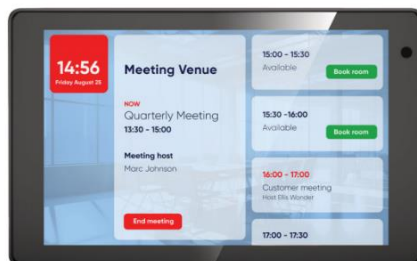 14:56
Friday August 25
Meeting Venue
NOW
Quarterly Meeting
13:30 - 15:00
Meeting host
Marc Johnson
End meeting
15:00 - 15:30
Available
Book room
15:30 -16:00
Available
Book room
16:00 - 17:00
Customer meeting
Host Ellis Wonder
17:00 - 17:30